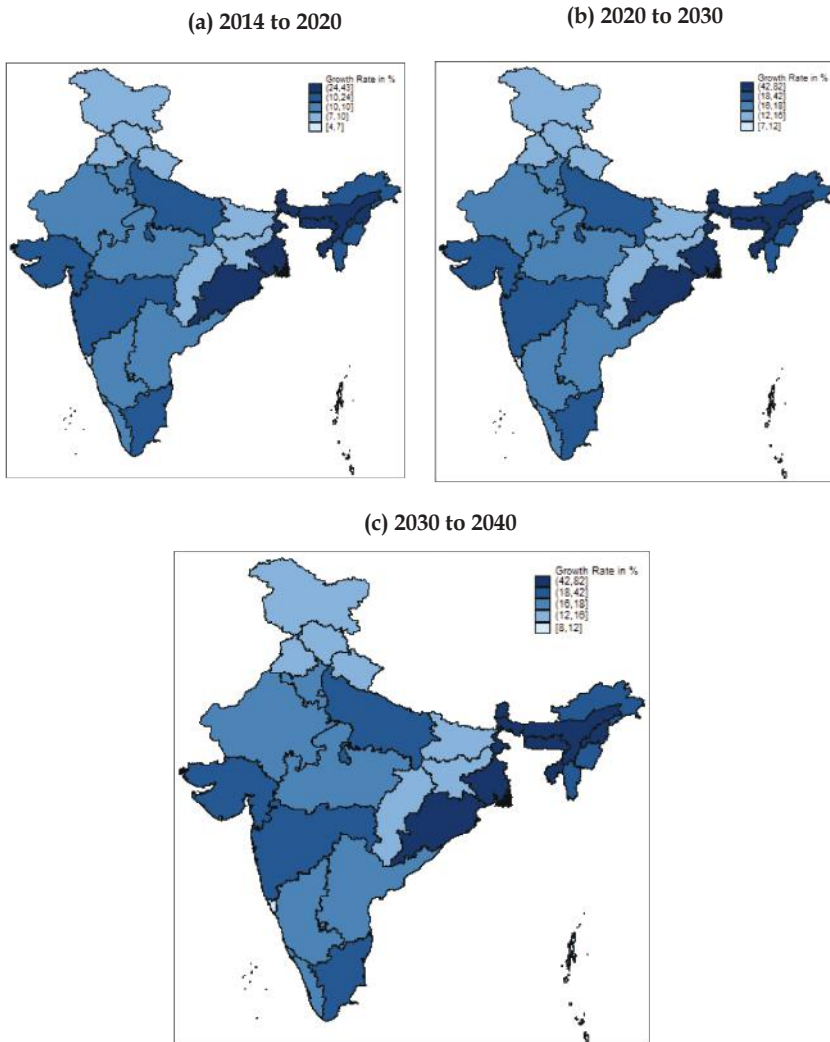 (a) 2014 to 2020
Growth Rate in %
(24,43]
(10,24]
(10,10]
(7,10]
[4,7]
(b) 2020 to 2030
Growth Rate in %
(42,82]
(18,42]
(16,18]
(12,16]
[7,12]
(c) 2030 to 2040
Growth Rate in %
(42,82]
(18,42]
(16,18]
(12,16]
[8,12]